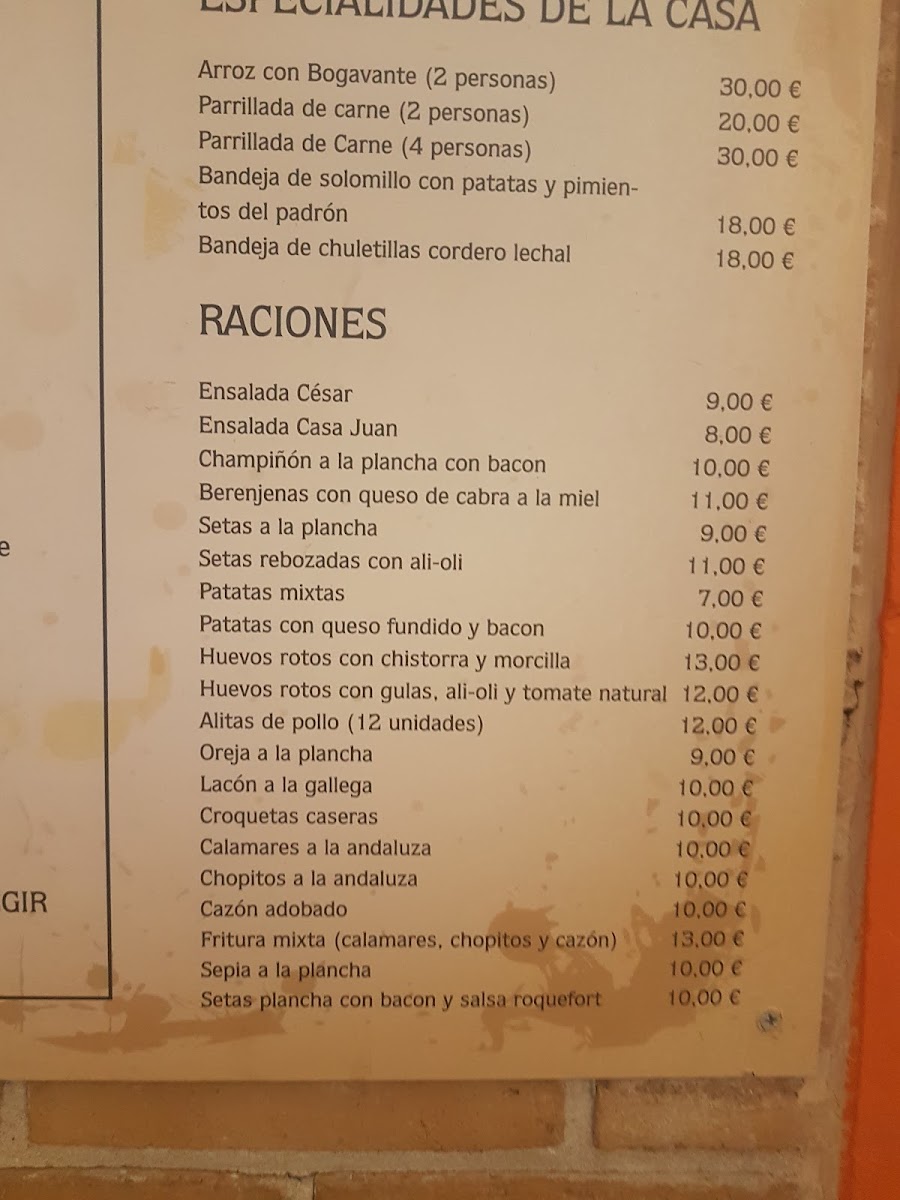 ESPECIALIDADES DE LA CASA
Arroz con Bogavante (2 personas) 30,00 €
Parrillada de carne (2 personas) 20,00 €
Parrillada de Carne (4 personas) 30,00 €
Bandeja de solomillo con patatas y pimien-
tos del padrón 18,00 €
Bandeja de chuletillas cordero lechal 18,00 €
RACIONES
Ensalada César 9,00 €
Ensalada Casa Juan 8,00 €
Champiñón a la plancha con bacon 10,00 €
Berenjenas con queso de cabra a la miel 11,00 €
Setas a la plancha 9,00 €
Setas rebozadas con ali-oli 11,00 €
Patatas mixtas 7,00 €
Patatas con queso fundido y bacon 10,00 €
Huevos rotos con chistorra y morcilla 13,00 €
Huevos rotos con gulas, ali-oli y tomate natural 12,00 €
Alitas de pollo (12 unidades) 12,00 €
Oreja a la plancha 9,00 €
Lacón a la gallega 10,00 €
Croquetas caseras 10,00 €
Calamares a la andaluza 10,00 €
Chopitos a la andaluza 10,00 €
Cazón adobado 10,00 €
Fritura mixta (calamares, chopitos y cazón) 13,00 €
Sepia a la plancha 10,00 €
Setas plancha con bacon y salsa roquefort 10,00 €
e
GIR